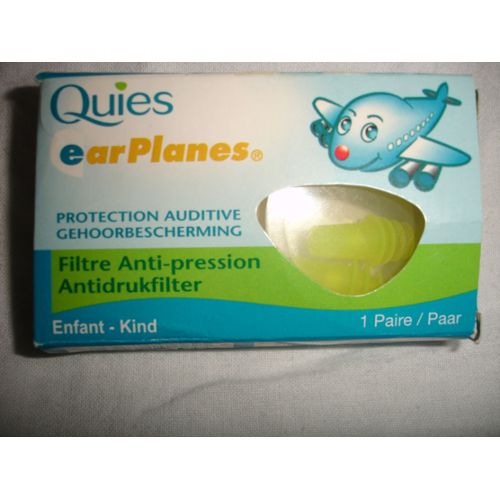 Quies
earPlanes®
PROTECTION AUDITIVE
GEHOORBESCHERMING
Filtre Anti-pression
Antidrukfilter
Enfant - Kind
1 Paire / Paar